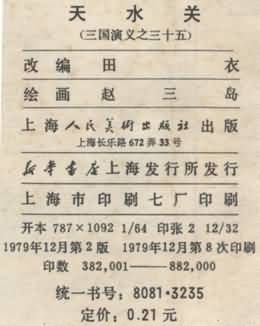 天水关
(三国演义之三十五)
改编 田衣
绘画 赵三岛
上海人民美术出版社出版
上海长乐路672弄33号
新华书店上海发行所发行
上海市印刷七厂印刷
开本 787×1092 1/64 印张 2 12/32
1979年12月第2版 1979年12月第8次印刷
印数 382,001——882,000
统一书号：8081·3235
定价：0.21元